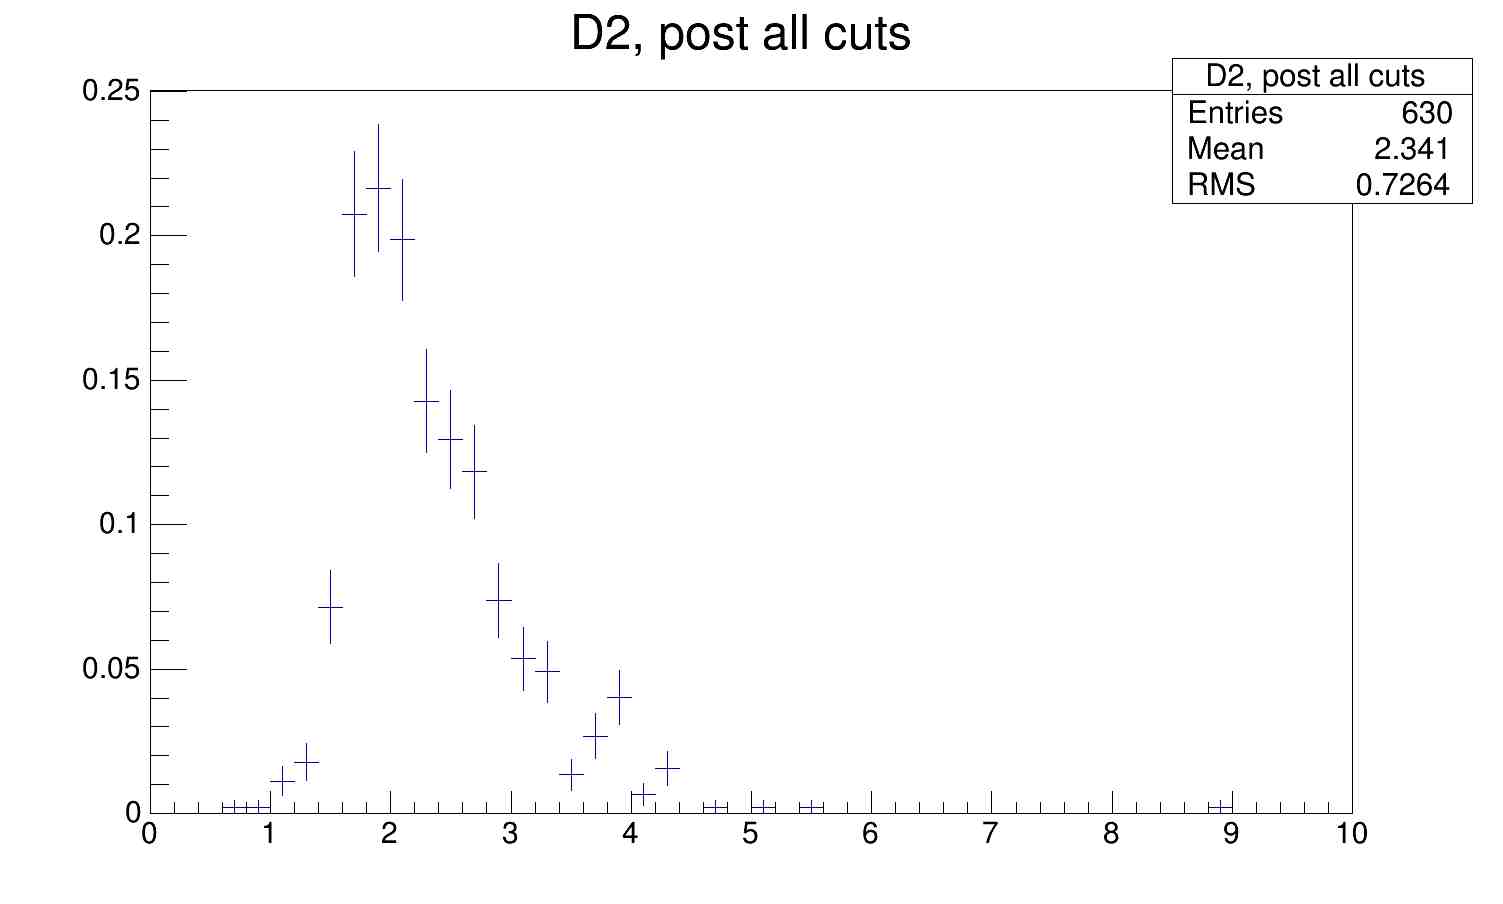 D2, post all cuts
D2, post all cuts
Entries 630
Mean 2.341
RMS 0.7264
0.25
0.2
0.15
0.1
0.05
0
0 1 2 3 4 5 6 7 8 9 10